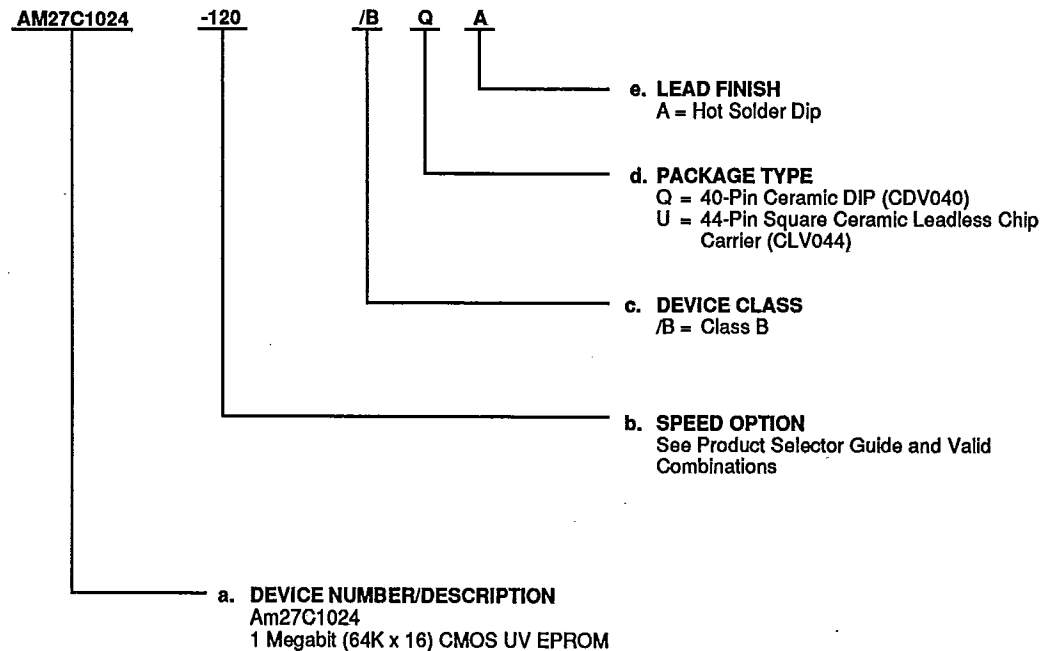 AM27C1024 -120 /B Q A
e. LEAD FINISH
A = Hot Solder Dip
d. PACKAGE TYPE
Q = 40-Pin Ceramic DIP (CDV040)
U = 44-Pin Square Ceramic Leadless Chip
Carrier (CLV044)
c. DEVICE CLASS
/B = Class B
b. SPEED OPTION
See Product Selector Guide and Valid
Combinations
a. DEVICE NUMBER/DESCRIPTION
Am27C1024
1 Megabit (64K x 16) CMOS UV EPROM